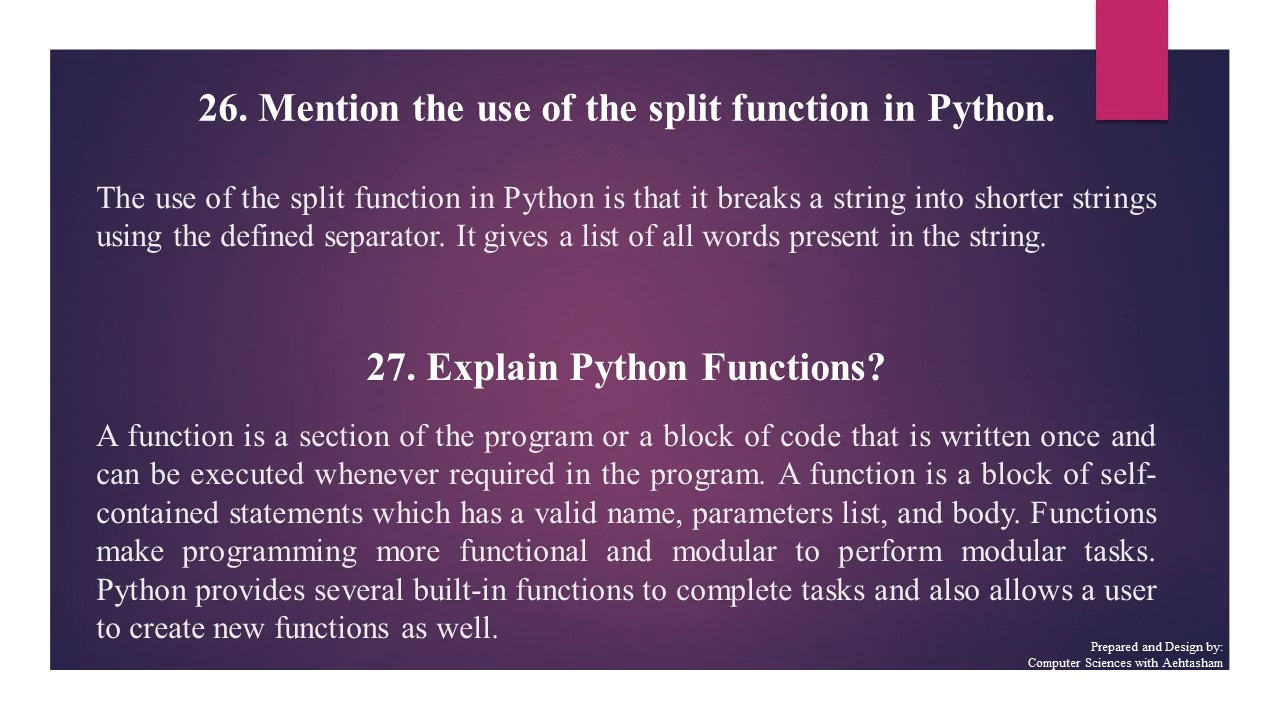 26. Mention the use of the split function in Python.
The use of the split function in Python is that it breaks a string into shorter strings
using the defined separator. It gives a list of all words present in the string.
27. Explain Python Functions?
A function is a section of the program or a block of code that is written once and
can be executed whenever required in the program. A function is a block of self-
contained statements which has a valid name, parameters list, and body. Functions
make programming more functional and modular to perform modular tasks.
Python provides several built-in functions to complete tasks and also allows a user
to create new functions as well.
Prepared and Design by:
Computer Sciences with Aehtasham